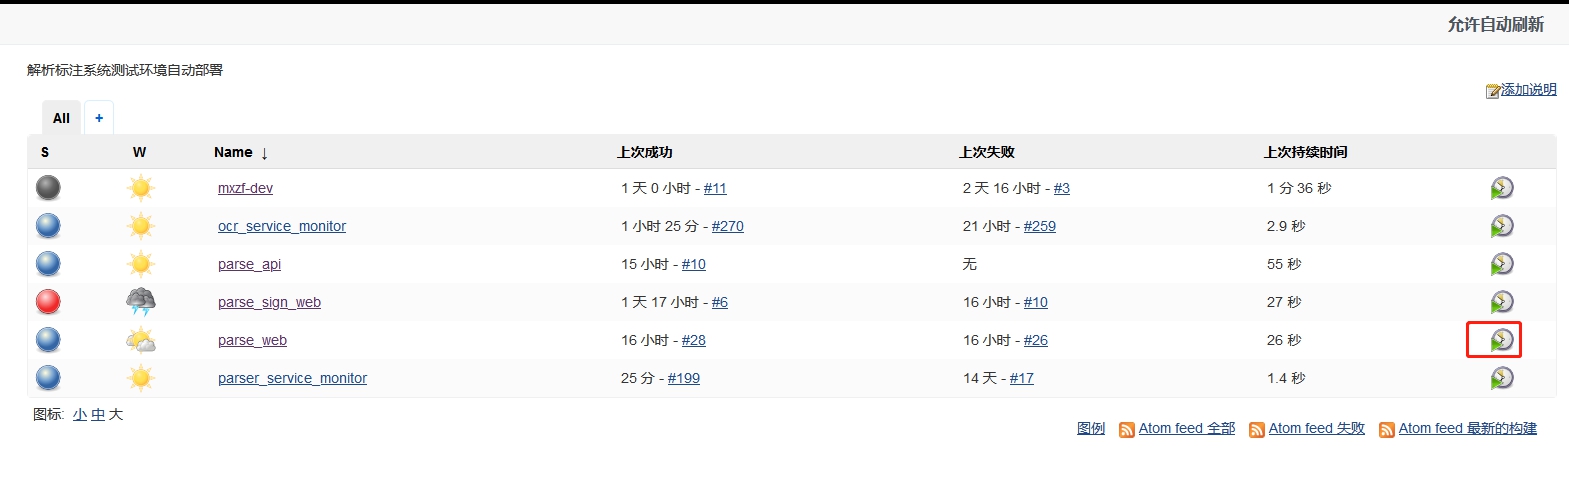 允许自动刷新
解析标注系统测试环境自动部署
添加说明
All +
S W Name ↓ 上次成功 上次失败 上次持续时间
mxzf-dev 1 天 0 小时 - #11 2 天 16 小时 - #3 1 分 36 秒
ocr_service_monitor 1 小时 25 分 - #270 21 小时 - #259 2.9 秒
parse_api 15 小时 - #10 无 55 秒
parse_sign_web 1 天 17 小时 - #6 16 小时 - #10 27 秒
parse_web 16 小时 - #28 16 小时 - #26 26 秒
parser_service_monitor 25 分 - #199 14 天 - #17 1.4 秒
图标: 小 中 大
图例 Atom feed 全部 Atom feed 失败 Atom feed 最新的构建